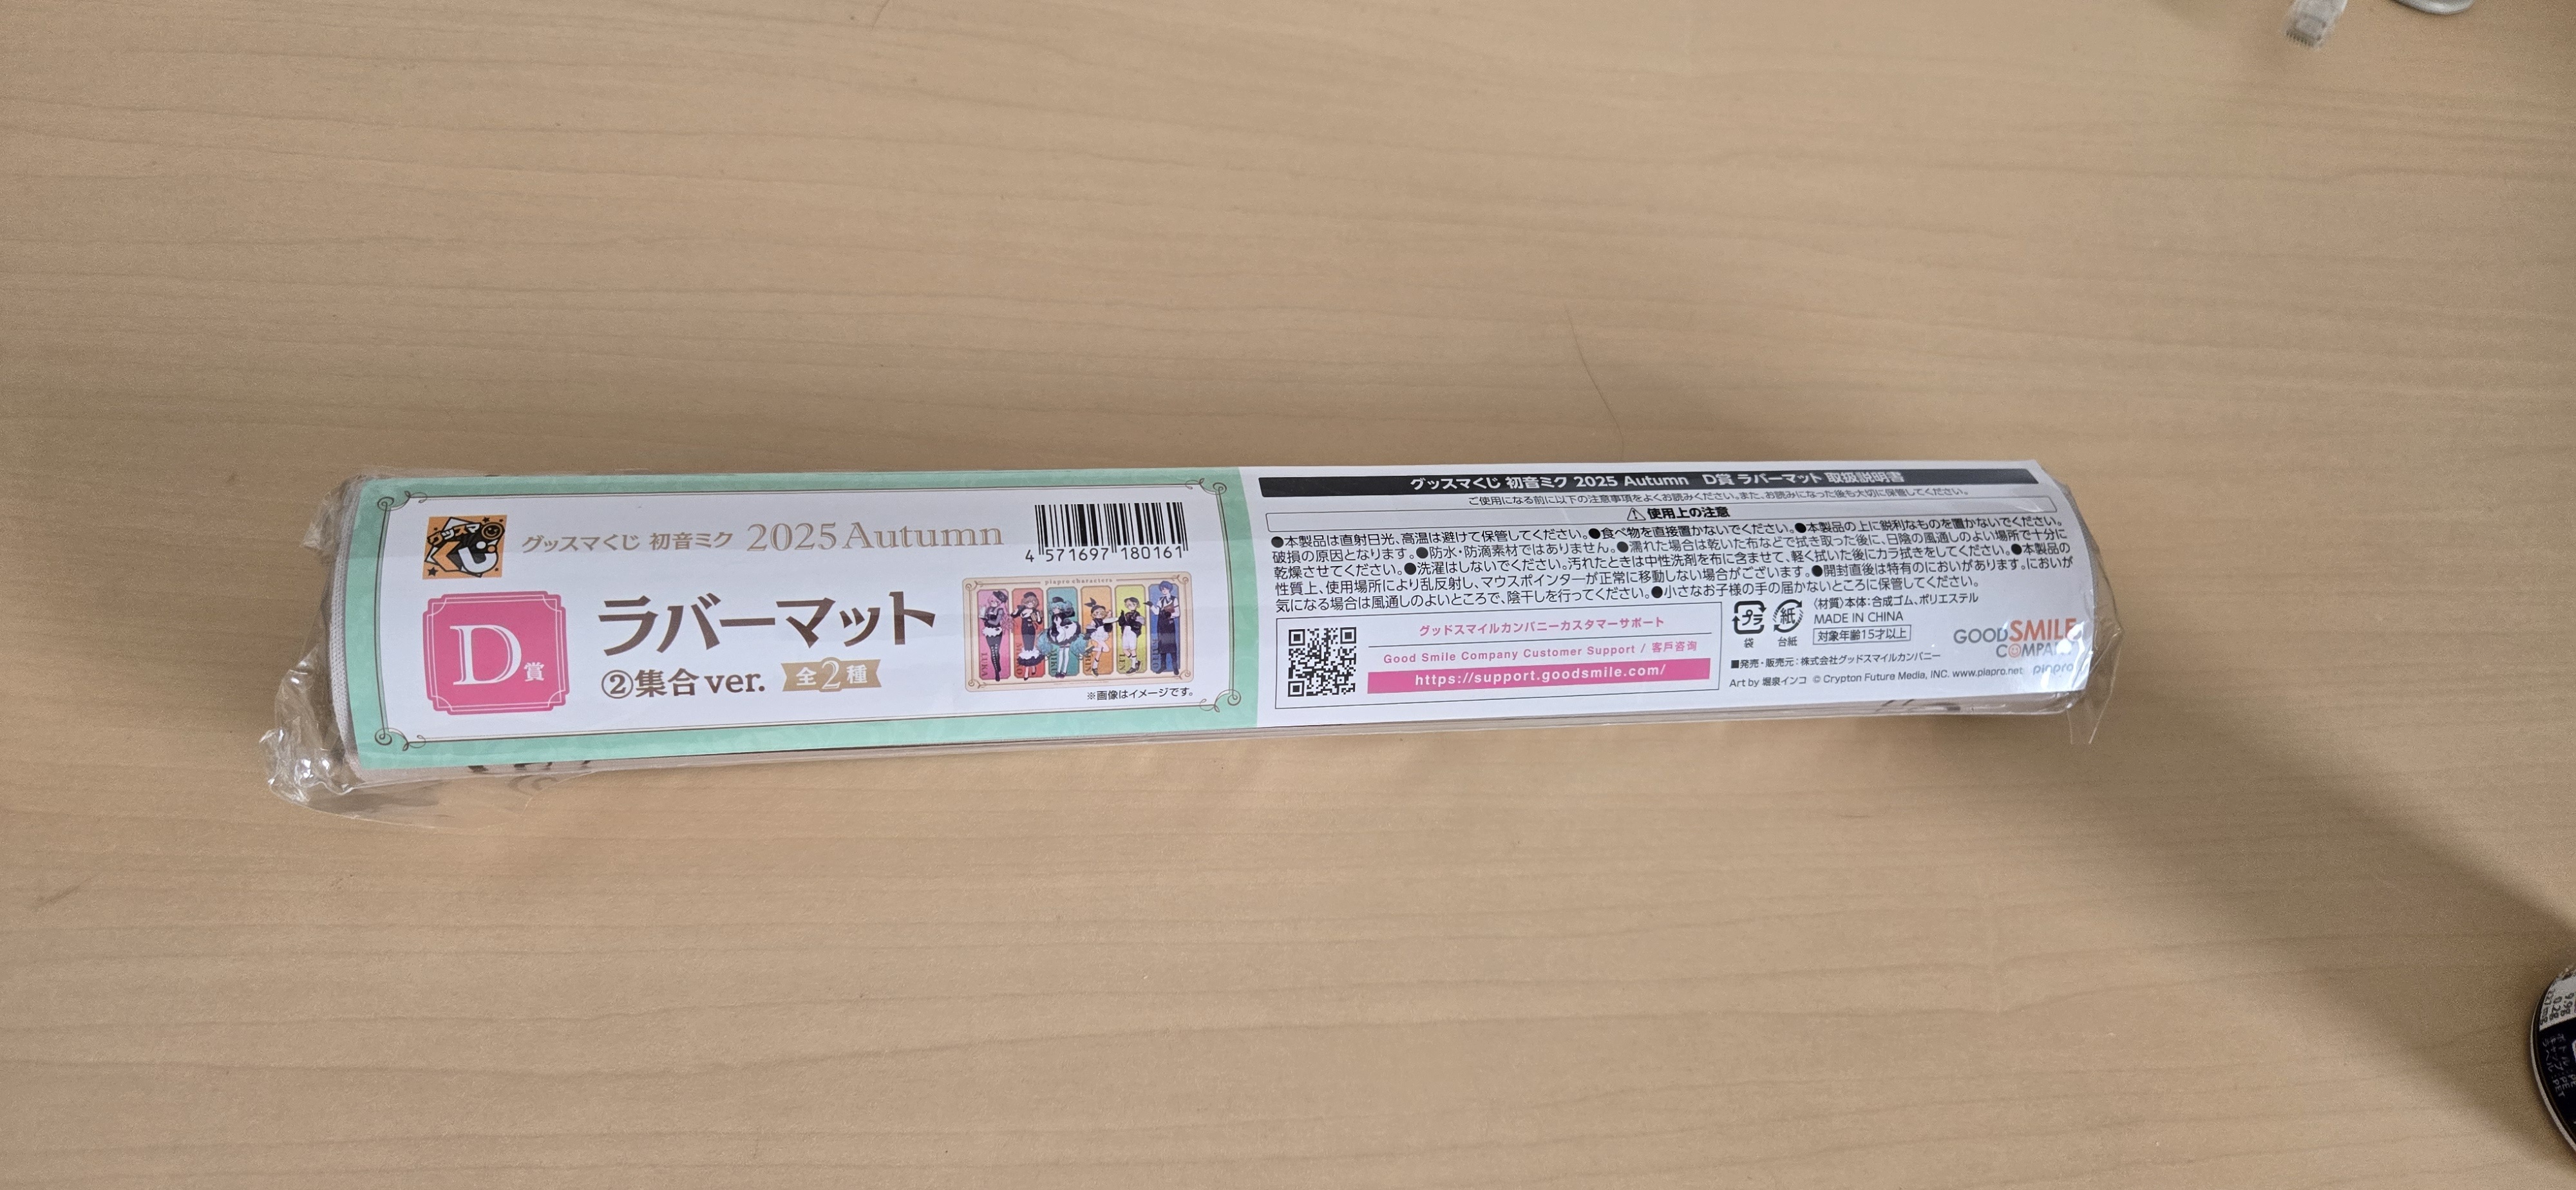 グッスマ
くじ
グッスマくじ 初音ミク 2025 Autumn
4 571697 180161
D賞
ラバーマット
②集合 ver. 全2種
piapro characters
LUKA
MIKU
LEN
KAITO
※画像はイメージです。
グッスマくじ 初音ミク 2025 Autumn D賞 ラバーマット 取扱説明書
ご使用になる前に以下の注意事項をよくお読みください。また、お読みになった後も大切に保管してください。
⚠ 使用上の注意
●本製品は直射日光、高温は避けて保管してください。●食べ物を直接置かないでください。●本製品の上に鋭利なものを置かないでください。
破損の原因となります。●防水・防滴素材ではありません。●濡れた場合は乾いた布などで拭き取った後に、日陰の風通しのよい場所で十分に
乾燥させてください。●洗濯はしないでください。汚れたときは中性洗剤を布に含ませて、軽く拭いた後にカラ拭きをしてください。●本製品の
性質上、使用場所により乱反射し、マウスポインターが正常に移動しない場合がございます。●開封直後は特有のにおいがあります。においが
気になる場合は風通しのよいところで、陰干しを行ってください。●小さなお子様の手の届かないところに保管してください。
グッドスマイルカンパニーカスタマーサポート
Good Smile Company Customer Support / 客戶咨询
https://support.goodsmile.com/
プラ
袋
紙
台紙
〈材質〉本体：合成ゴム、ポリエステル
MADE IN CHINA
対象年齢15才以上
■発売・販売元：株式会社グッドスマイルカンパニー
Art by 堀泉インコ © Crypton Future Media, INC. www.piapro.net piapro
GOODSMILE
COMPANY